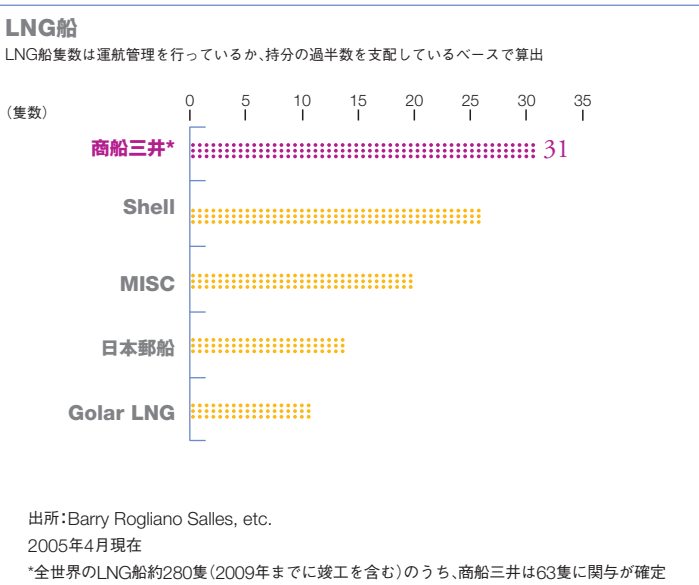 LNG船
LNG船隻数は運航管理を行っているか、持分の過半数を支配しているベースで算出
（隻数）
0 5 10 15 20 25 30 35
商船三井* 31
Shell
MISC
日本郵船
Golar LNG
出所：Barry Rogliano Salles, etc.
2005年4月現在
*全世界のLNG船約280隻（2009年までに竣工を含む）のうち、商船三井は63隻に関与が確定